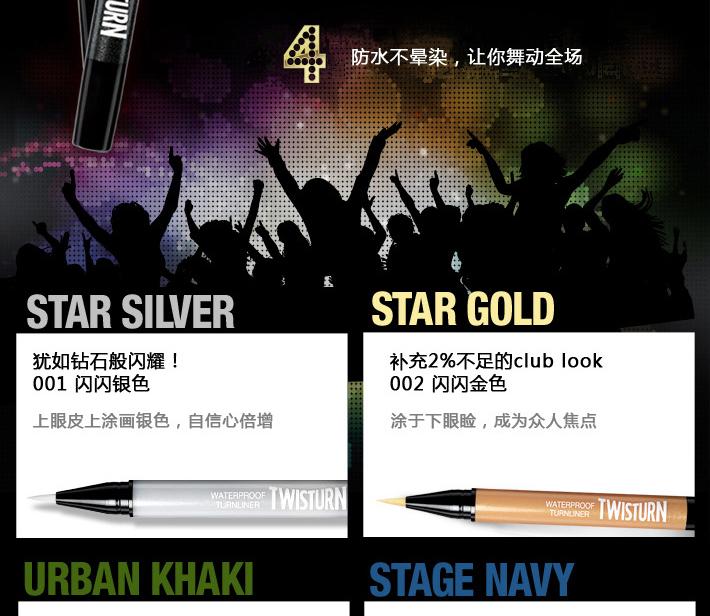 TURN
4 防水不晕染，让你舞动全场
STAR SILVER
STAR GOLD
犹如钻石般闪耀！
001 闪闪银色
上眼皮上涂画银色，自信心倍增
补充2%不足的club look
002 闪闪金色
涂于下眼睑，成为众人焦点
WATERPROOF
TURNLINER
TWISTURN
WATERPROOF
TURNLINER
TWISTURN
URBAN KHAKI
STAGE NAVY